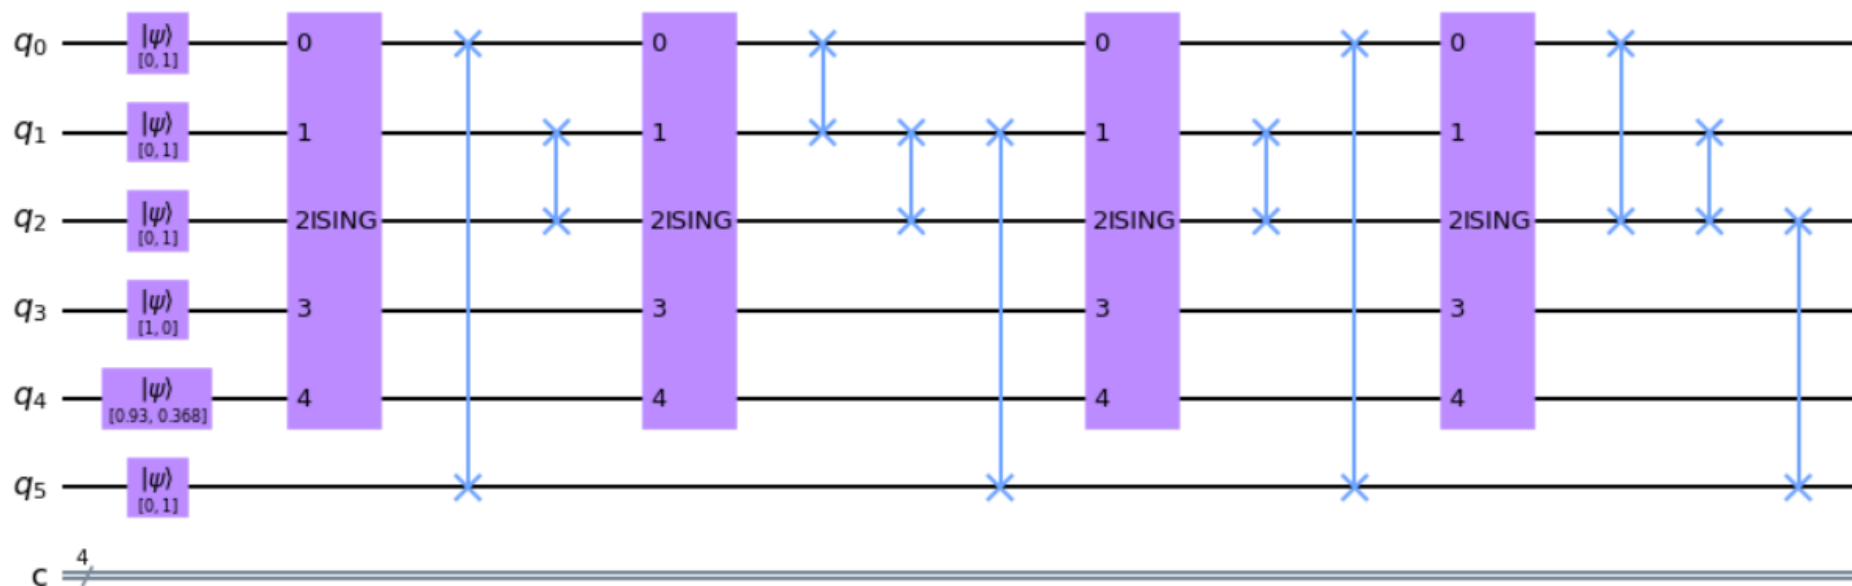 q0 |ψ⟩ [0, 1] 0 0 0 0
q1 |ψ⟩ [0, 1] 1 1 1 1
q2 |ψ⟩ [0, 1] 2ISING 2ISING 2ISING 2ISING
q3 |ψ⟩ [1, 0] 3 3 3 3
q4 |ψ⟩ [0.93, 0.368] 4 4 4 4
q5 |ψ⟩ [0, 1]
4
c